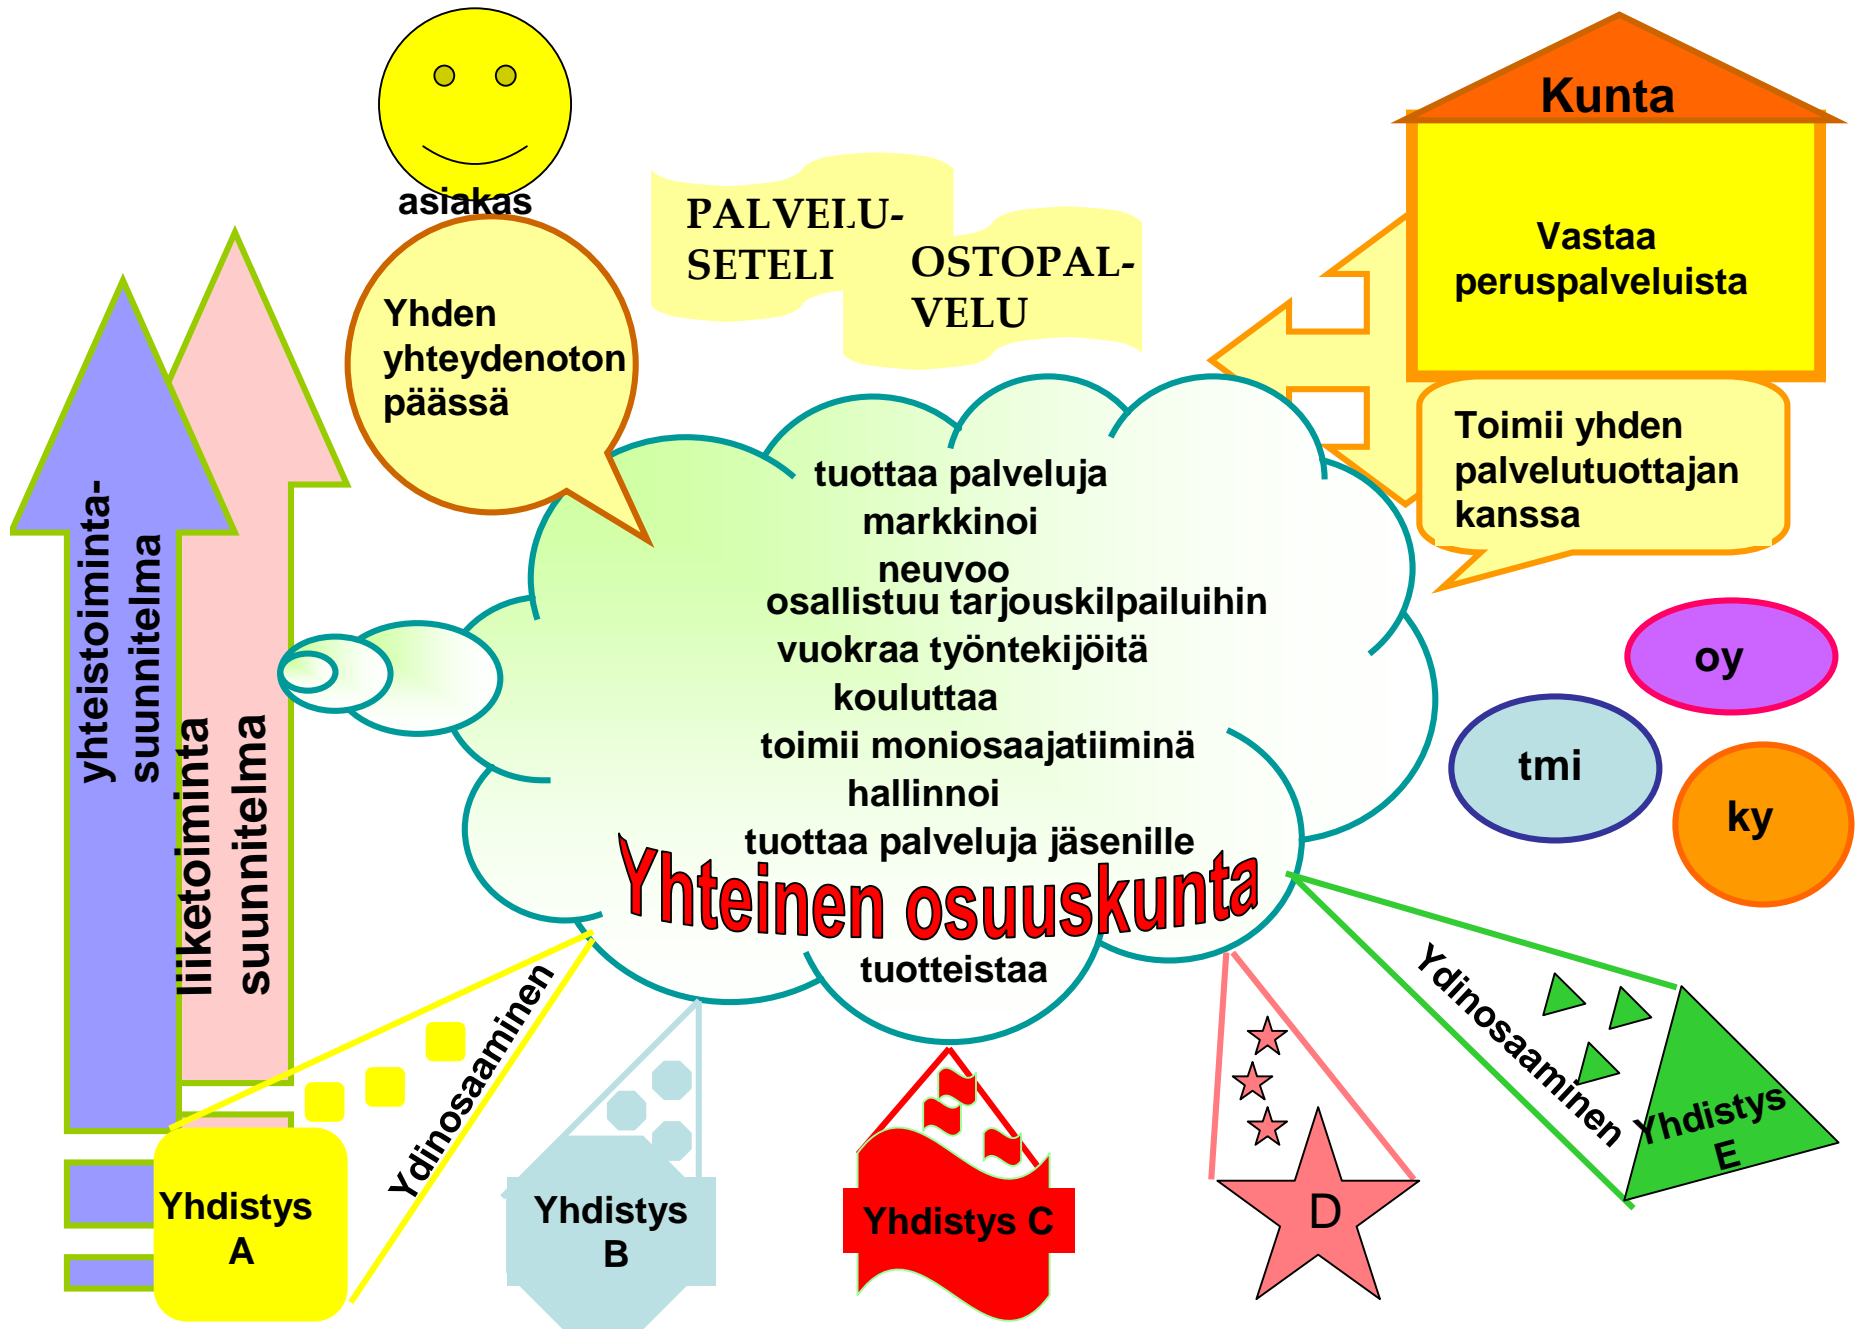 asiakas
Yhden
yhteydenoton
päässä
PALVELU-
SETELI
OSTOPAL-
VELU
Kunta
Vastaa
peruspalveluista
Toimii yhden
palvelutuottajan
kanssa
yhteistoiminta-
suunnitelma
liiketoiminta
suunnitelma
tuottaa palveluja
markkinoi
neuvoo
osallistuu tarjouskilpailuihin
vuokraa työntekijöitä
kouluttaa
toimii moniosaajatiiminä
hallinnoi
tuottaa palveluja jäsenille
Yhteinen osuuskunta
tuotteistaa
oy
tmi
ky
Ydinosaaminen
Ydinosaaminen
Yhdistys
A
Yhdistys
B
Yhdistys C
D
Yhdistys
E